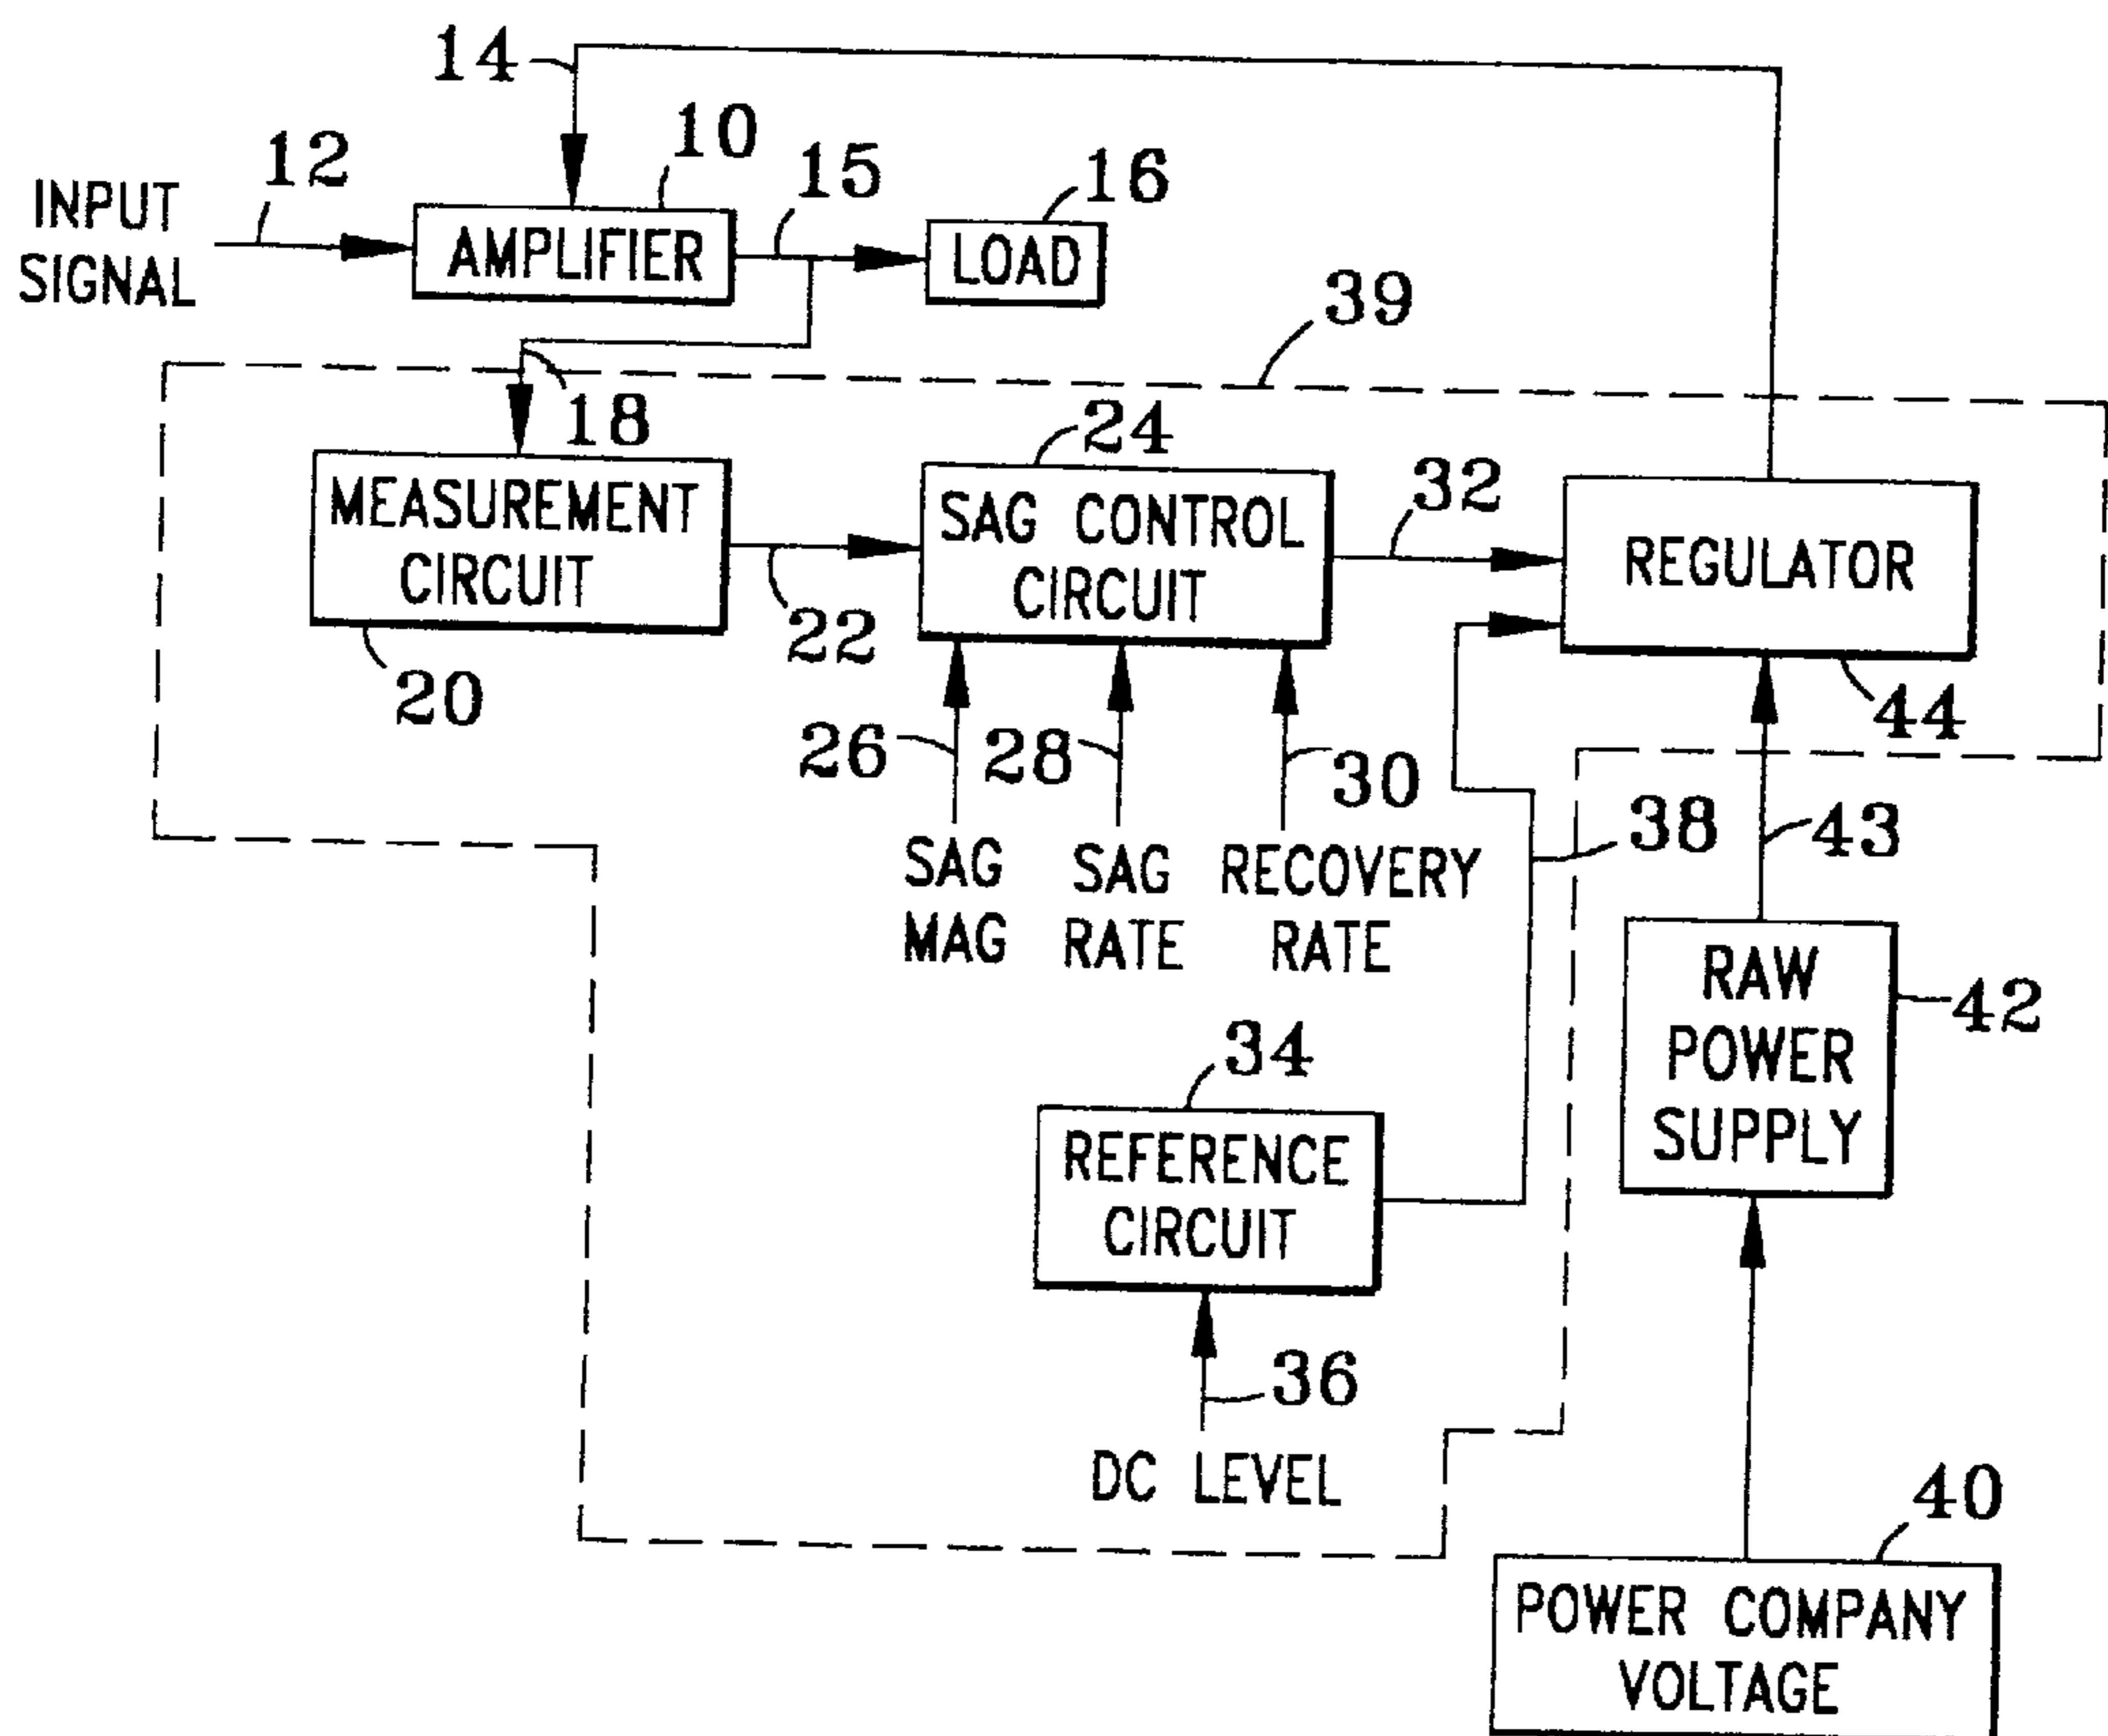 14
10
12
15
16
INPUT
SIGNAL
AMPLIFIER
LOAD
39
18
24
32
MEASUREMENT
CIRCUIT
SAG CONTROL
CIRCUIT
REGULATOR
22
20
44
26
28
30
38
43
SAG
MAG
SAG
RATE
RECOVERY
RATE
RAW
POWER
SUPPLY
42
34
REFERENCE
CIRCUIT
36
DC LEVEL
40
POWER COMPANY
VOLTAGE